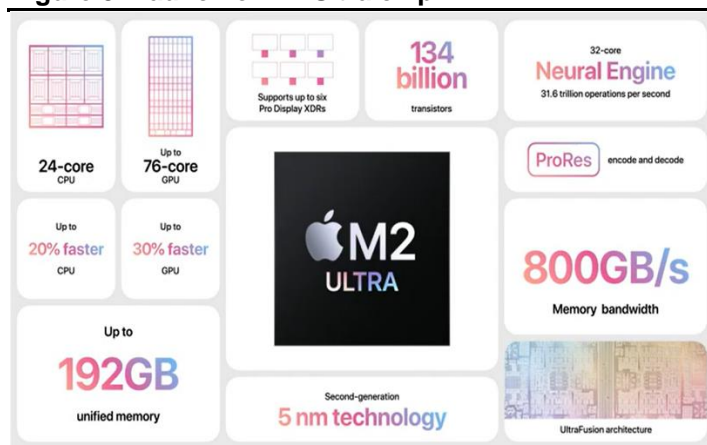 24-core
CPU
Up to
76-core
GPU
Supports up to six
Pro Display XDRs
134
billion
transistors
32-core
Neural Engine
31.6 trillion operations per second
ProRes
encode and decode
Up to
20% faster
CPU
Up to
30% faster
GPU
M2
ULTRA
800GB/s
Memory bandwidth
Up to
192GB
unified memory
Second-generation
5 nm technology
UltraFusion architecture